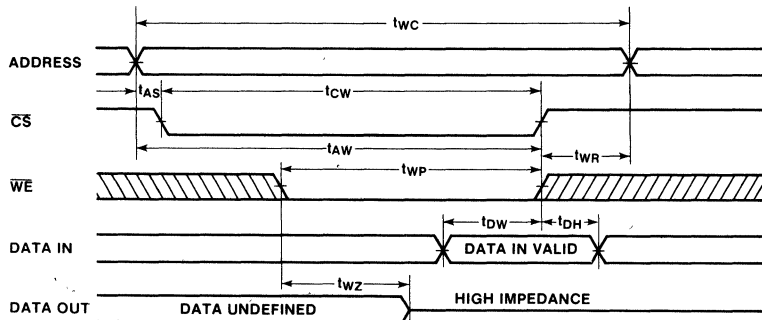 tWC
ADDRESS
tAS
tCW
CS
tAW
tWR
tWP
WE
tDW
tDH
DATA IN
DATA IN VALID
tWZ
DATA OUT
DATA UNDEFINED
HIGH IMPEDANCE